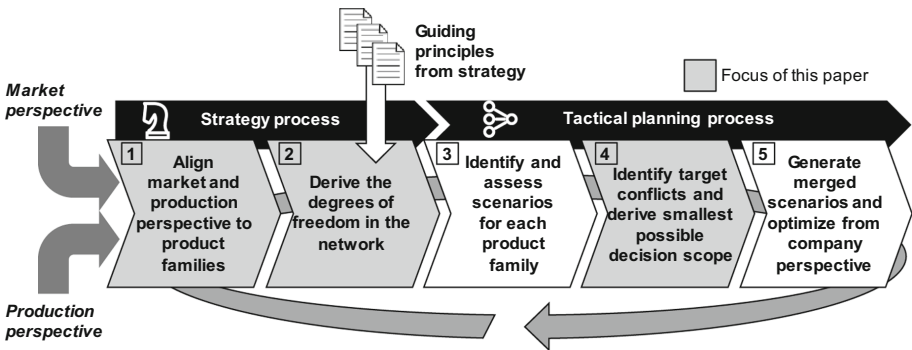 Guiding
principles
from strategy
Focus of this paper
Market
perspective
Strategy process
Tactical planning process
1
Align
market and
production
perspective to
product
families
2
Derive the
degrees of
freedom in the
network
3
Identify and
assess
scenarios
for each
product
family
4
Identify target
conflicts and
derive smallest
possible
decision scope
5
Generate
merged
scenarios and
optimize from
company
perspective
Production
perspective